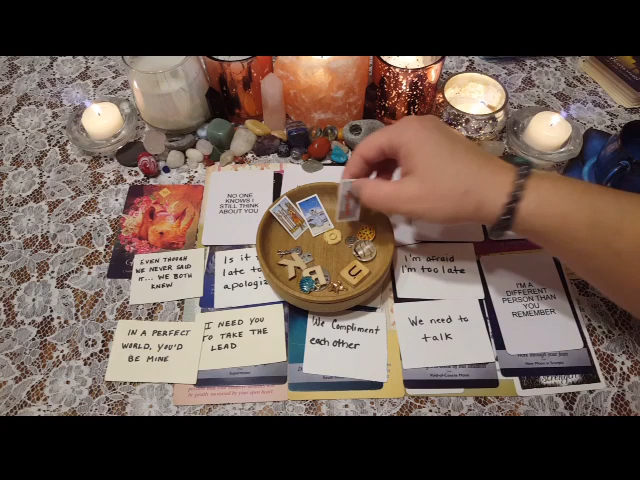 NO ONE
KNOWS I
STILL THINK
ABOUT YOU
EVEN THOUGH
WE NEVER SAID
IT... WE BOTH
KNEW
Is it
late to
apologiz
I'm afraid
I'm too late
I'M A
DIFFERENT
PERSON THAN
YOU
REMEMBER
IN A PERFECT
WORLD, YOU'D
BE MINE
I NEED YOU
TO TAKE THE
LEAD
We Compliment
each other
We need to
talk
K
U